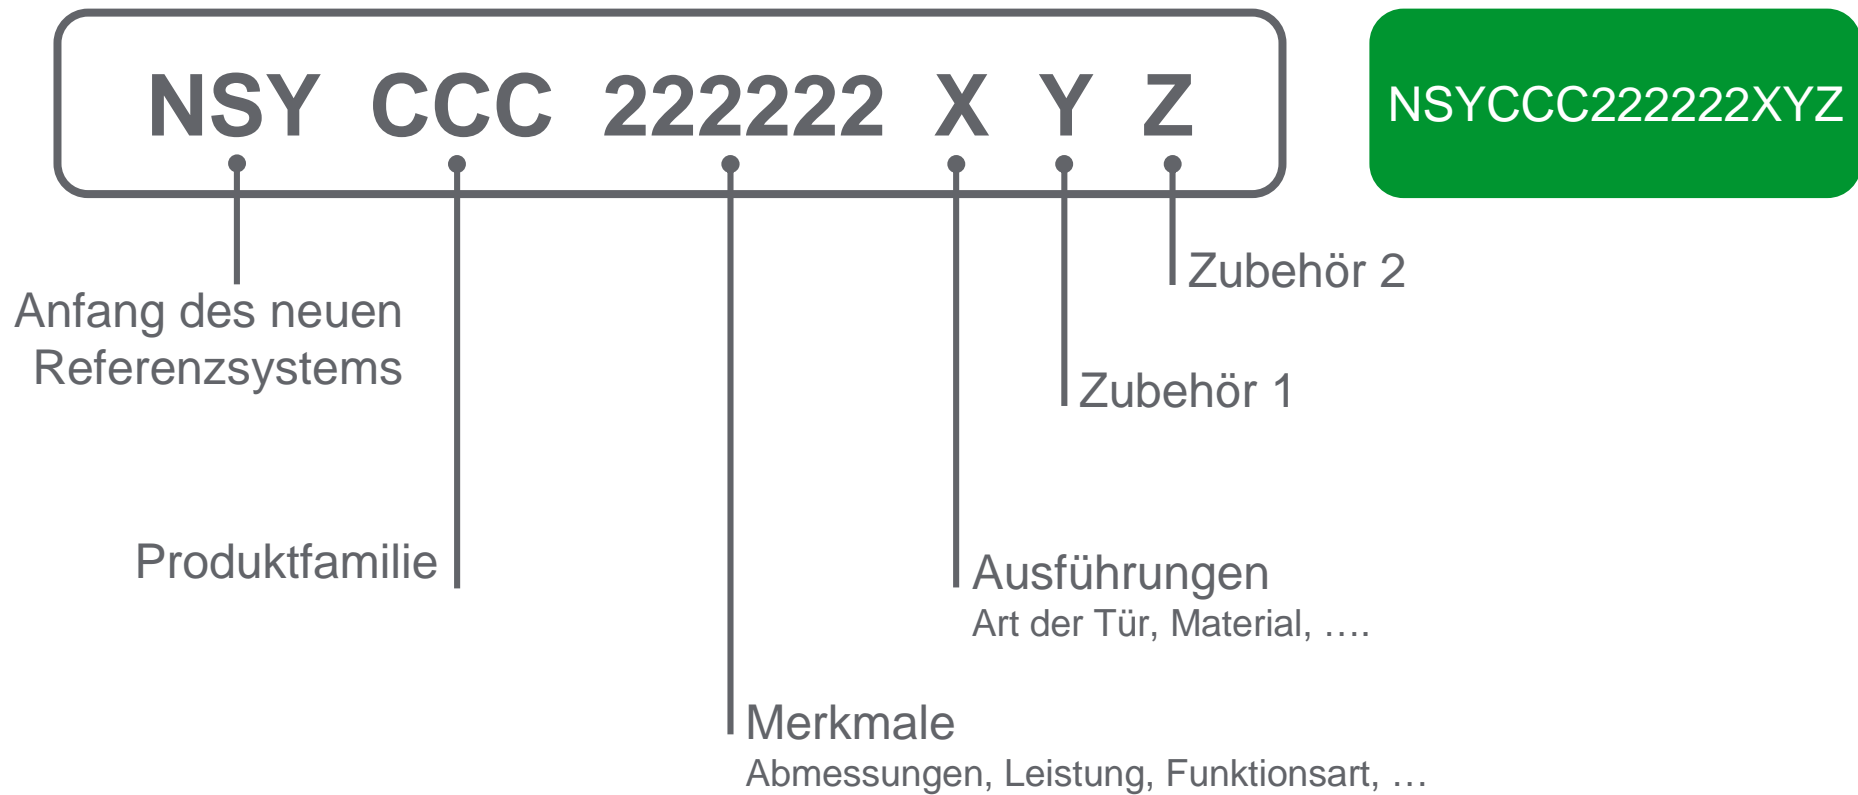 NSY CCC 222222 X Y Z
NSYCCC222222XYZ
Zubehör 2
Anfang des neuen
Referenzsystems
Zubehör 1
Produktfamilie
Ausführungen
Art der Tür, Material, ….
Merkmale
Abmessungen, Leistung, Funktionsart, …